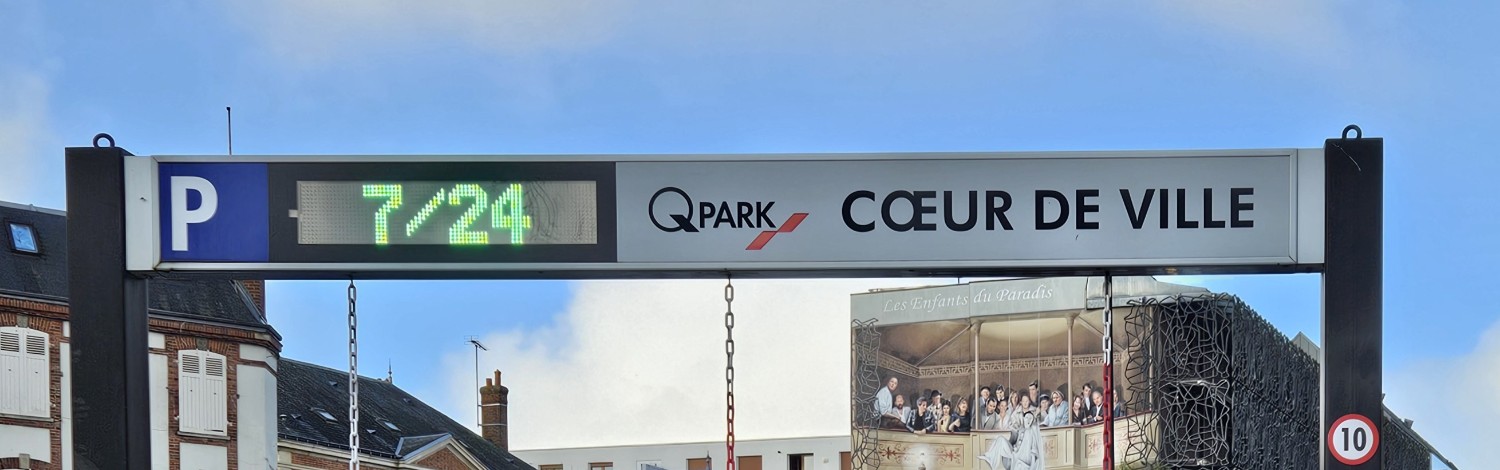 P 7/24 QPARK CŒUR DE VILLE
Les Enfants du Paradis
10